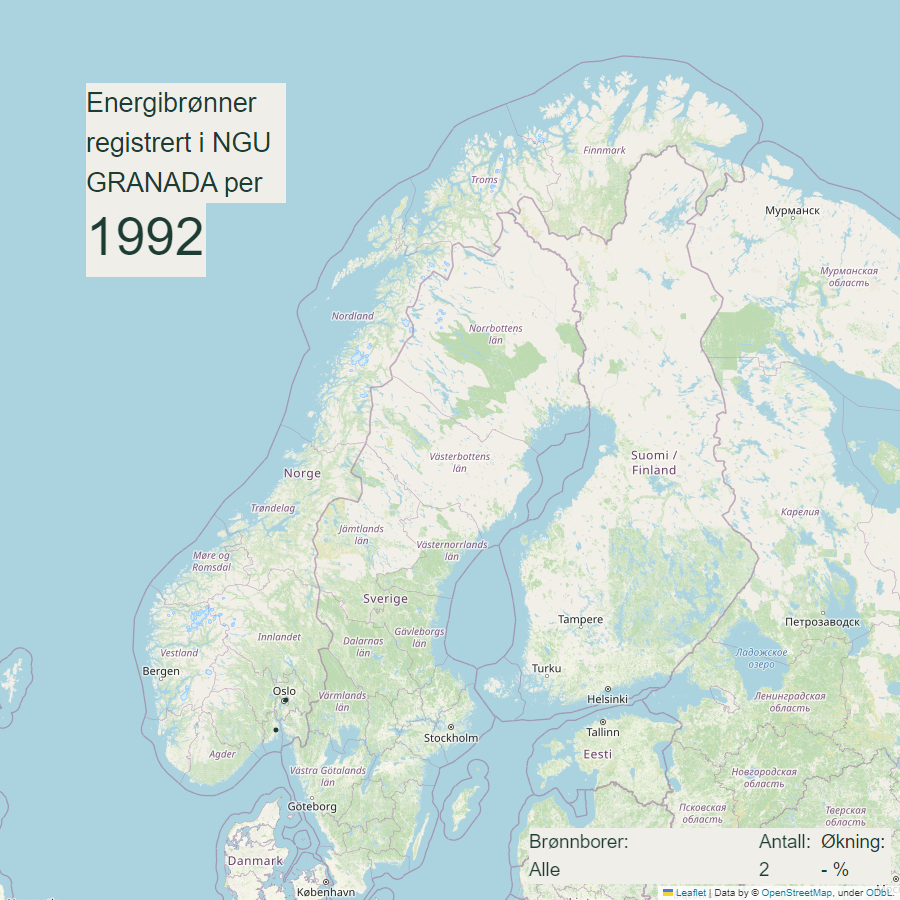 Energibrønner
registrert i NGU
GRANADA per
1992
Finnmark
Troms
Мурманск
Мурманская
область
Nordland
Norrbottens
län
Västerbottens
län
Suomi /
Finland
Norge
Trøndelag
Jämtlands
län
Västernorrlands
län
Карелия
Møre og
Romsdal
Sverige
Tampere
Петрозаводск
Innlandet
Gävleborgs
län
Dalarnas
län
Vestland
Bergen
Ладожское
озеро
Turku
Oslo
Värmlands
län
Helsinki
Ленинградская
область
Stockholm
Tallinn
Eesti
Agder
Västra Götalands
län
Новгородская
область
Göteborg
Псковская
область
Тверская
область
Danmark
København
Brønnborer: Antall: Økning:
Alle 2 - %
Leaflet | Data by © OpenStreetMap, under ODbL.